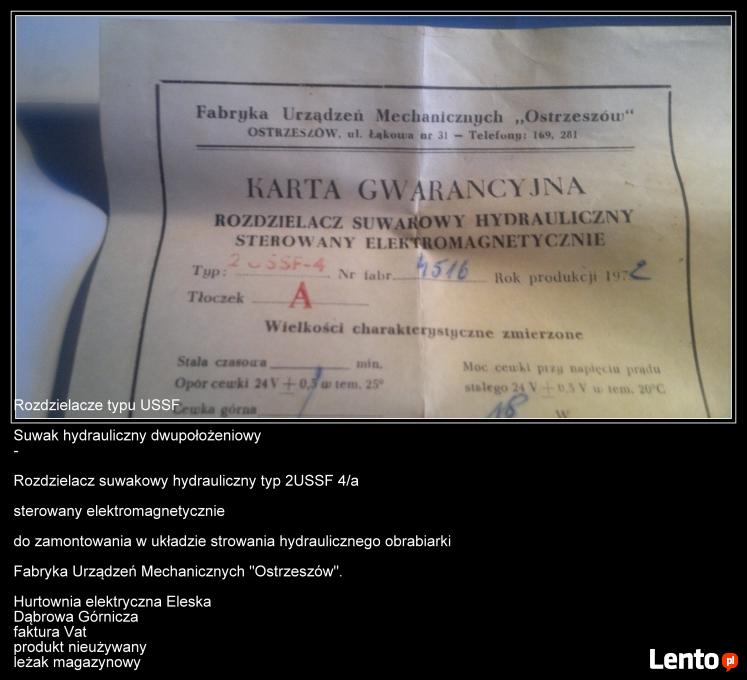 Fabryka Urządzeń Mechanicznych „Ostrzeszów"
OSTRZESZÓW, ul. Łąkowa nr 31 — Telefony: 169, 281
KARTA GWARANCYJNA
ROZDZIELACZ SUWAKOWY HYDRAULICZNY
STEROWANY ELEKTROMAGNETYCZNIE
Typ: 2USSF-4 Nr fabr. 4516 Rok produkcji 1972
Tłoczek A
Wielkości charakterystyczne zmierzone
Stała czasowa min.
Opór cewki 24 V ± 0,5 w tem. 25°
Cewka górna
Moc cewki przy napięciu prądu
stałego 24 V ± 0,5 V w tem. 20°C
18 W
Rozdzielacze typu USSF
Suwak hydrauliczny dwupołożeniowy
-
Rozdzielacz suwakowy hydrauliczny typ 2USSF 4/a
sterowany elektromagnetycznie
do zamontowania w układzie strowania hydraulicznego obrabiarki
Fabryka Urządzeń Mechanicznych "Ostrzeszów".
Hurtownia elektryczna Eleska
Dąbrowa Górnicza
faktura Vat
produkt nieużywany
leżak magazynowy
Lento pl